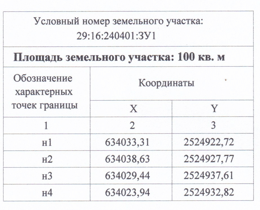 Условный номер земельного участка:
29:16:240401:ЗУ1
Площадь земельного участка: 100 кв. м
Обозначение характерных точек границы
Координаты
X Y
1 2 3
н1 634033,31 2524922,72
н2 634038,63 2524927,77
н3 634029,44 2524937,61
н4 634023,94 2524932,82